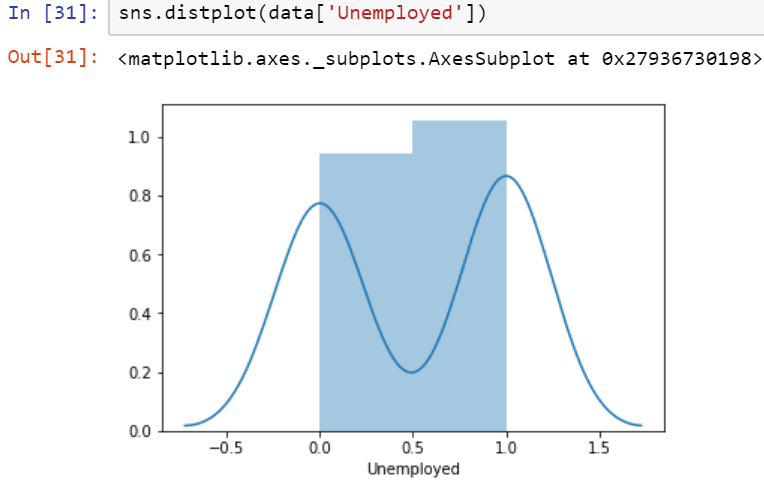 In [31]: sns.distplot(data['Unemployed'])
Out[31]: <matplotlib.axes._subplots.AxesSubplot at 0x27936730198>
1.0
0.8
0.6
0.4
0.2
0.0
−0.5 0.0 0.5 1.0 1.5
Unemployed